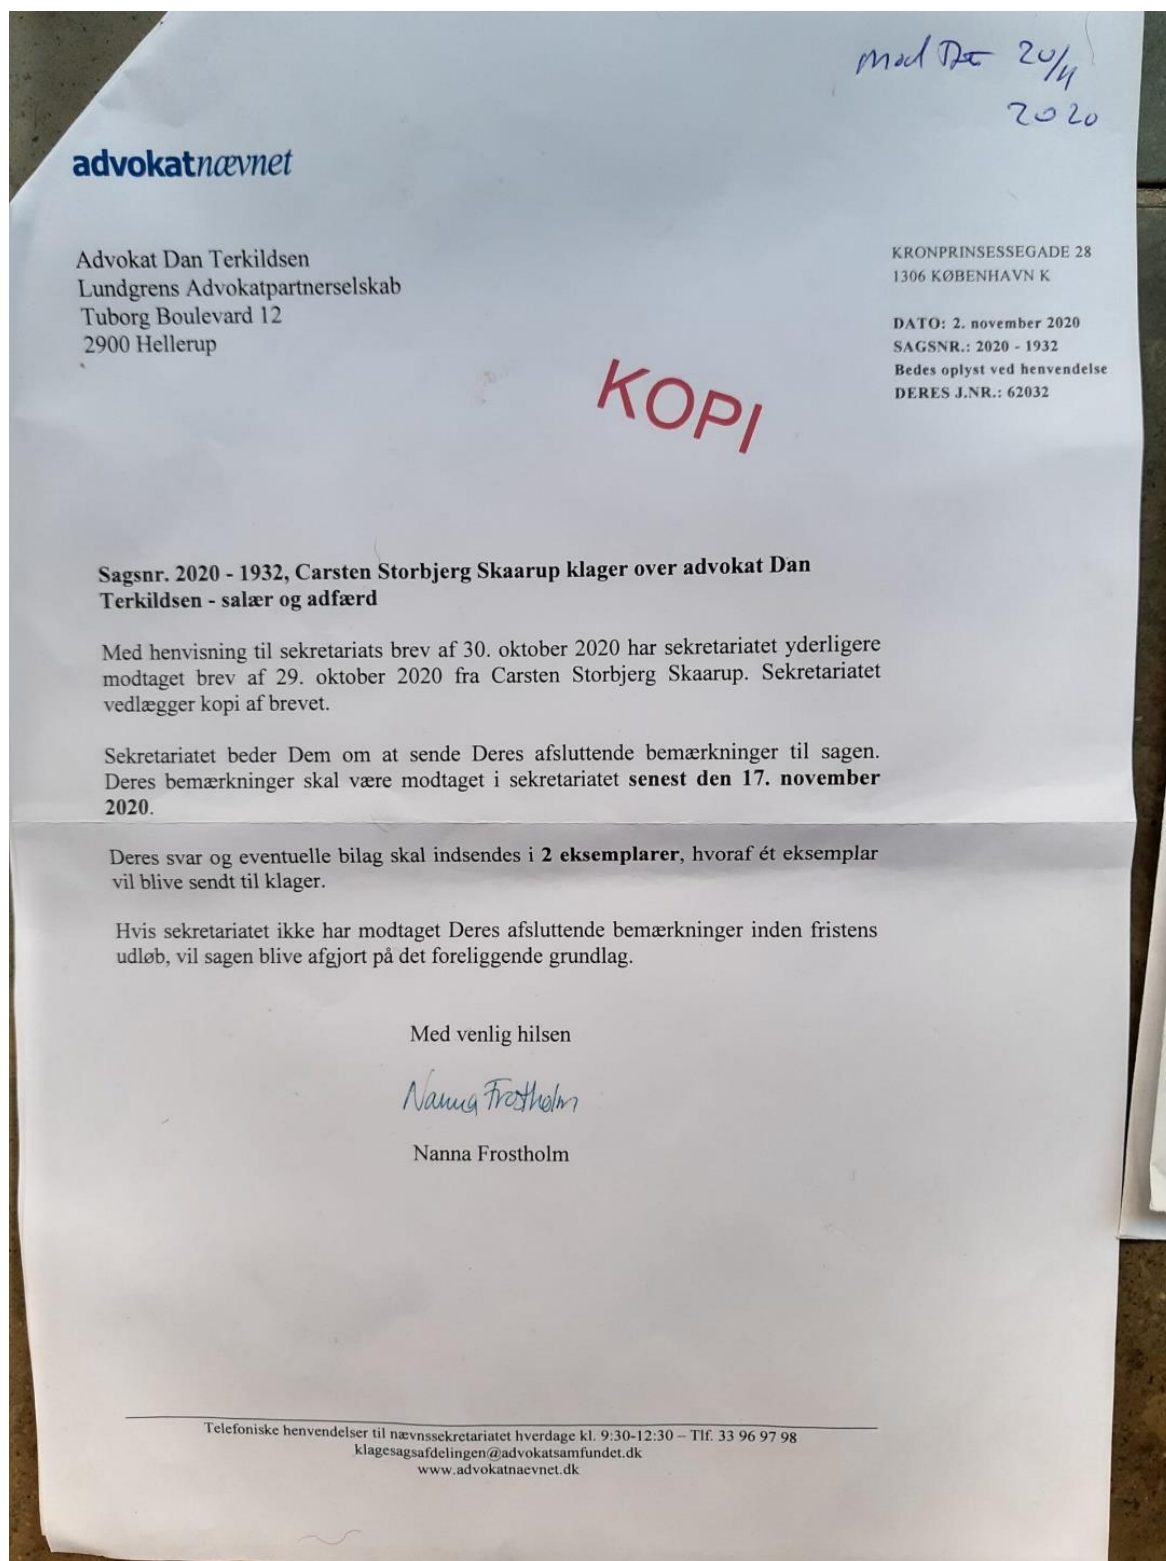 20/11
2020
advokatnævnet
Advokat Dan Terkildsen
Lundgrens Advokatpartnerselskab
Tuborg Boulevard 12
2900 Hellerup
KRONPRINSESSEGADE 28
1306 KØBENHAVN K
DATO: 2. november 2020
SAGSNR.: 2020 - 1932
Bedes oplyst ved henvendelse
DERES J.NR.: 62032
KOPI
Sagsnr. 2020 - 1932, Carsten Storbjerg Skaarup klager over advokat Dan
Terkildsen - salær og adfærd
Med henvisning til sekretariats brev af 30. oktober 2020 har sekretariatet yderligere
modtaget brev af 29. oktober 2020 fra Carsten Storbjerg Skaarup. Sekretariatet
vedlægger kopi af brevet.
Sekretariatet beder Dem om at sende Deres afsluttende bemærkninger til sagen.
Deres bemærkninger skal være modtaget i sekretariatet senest den 17. november
2020.
Deres svar og eventuelle bilag skal indsendes i 2 eksemplarer, hvoraf ét eksemplar
vil blive sendt til klager.
Hvis sekretariatet ikke har modtaget Deres afsluttende bemærkninger inden fristens
udløb, vil sagen blive afgjort på det foreliggende grundlag.
Med venlig hilsen
Nanna Frostholm
Nanna Frostholm
Telefoniske henvendelser til nævnssekretariatet hverdage kl. 9:30-12:30 – Tlf. 33 96 97 98
klagesagsafdelingen@advokatsamfundet.dk
www.advokatnaevnet.dk